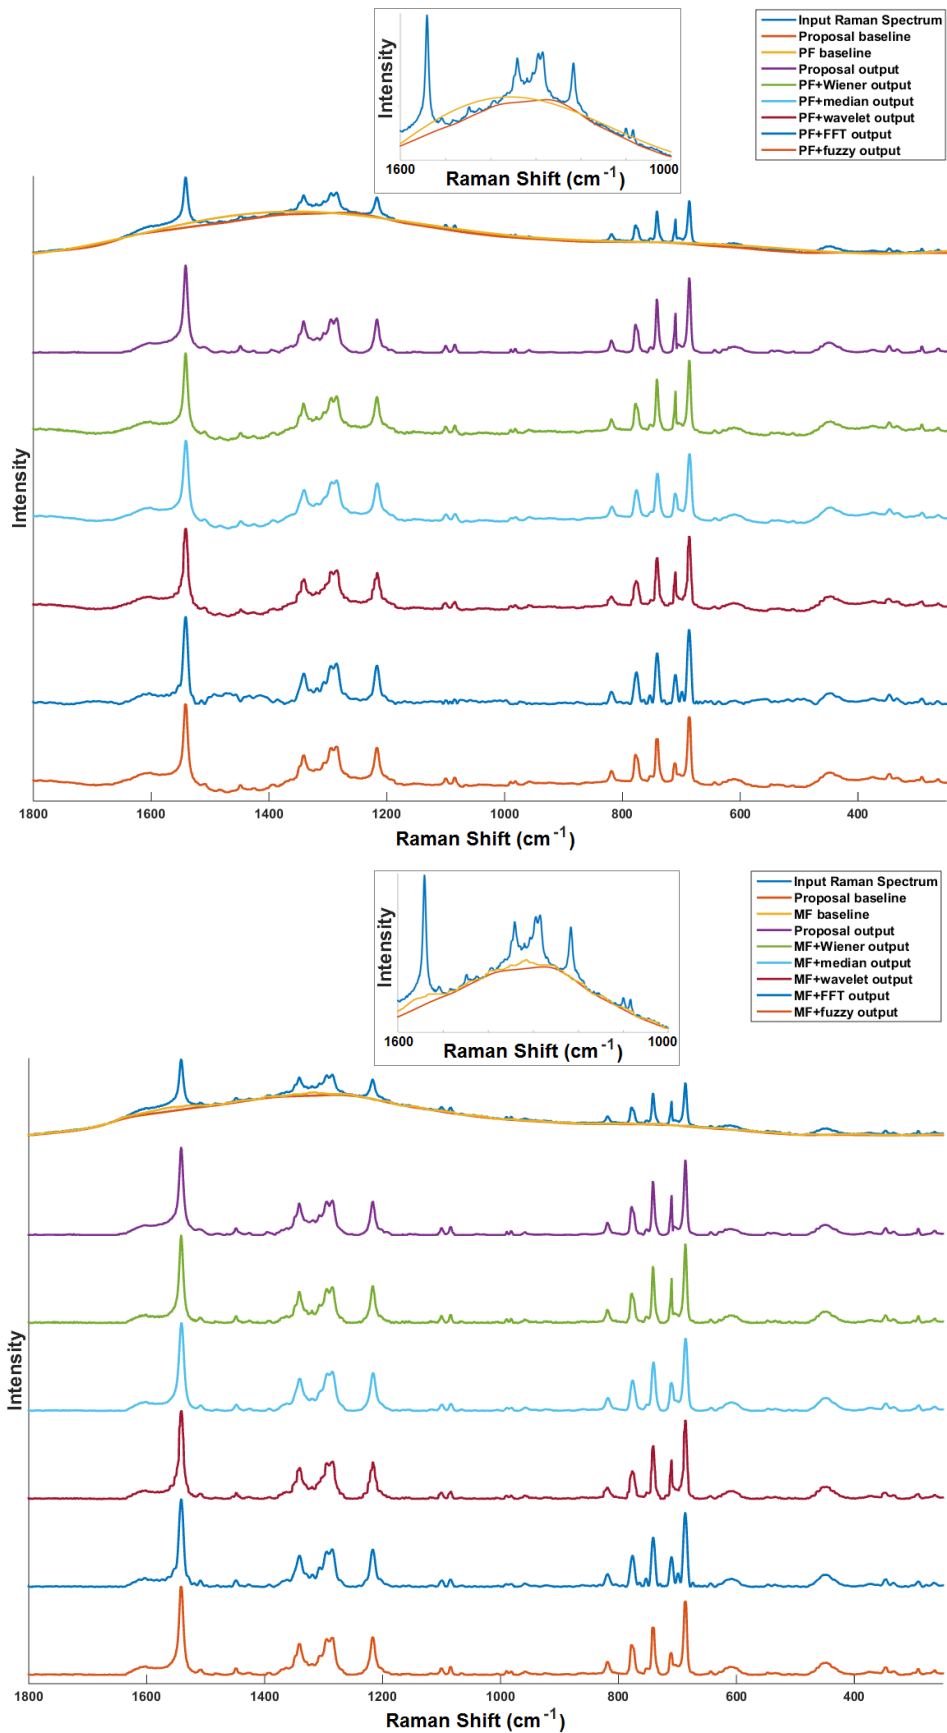 Intensity
1600
1000
Raman Shift (cm-1)
Input Raman Spectrum
Proposal baseline
PF baseline
Proposal output
PF+Wiener output
PF+median output
PF+wavelet output
PF+FFT output
PF+fuzzy output
Intensity
1800
1600
1400
1200
1000
800
600
400
Raman Shift (cm-1)
Intensity
1600
1000
Raman Shift (cm-1)
Input Raman Spectrum
Proposal baseline
MF baseline
Proposal output
MF+Wiener output
MF+median output
MF+wavelet output
MF+FFT output
MF+fuzzy output
Intensity
1800
1600
1400
1200
1000
800
600
400
Raman Shift (cm-1)